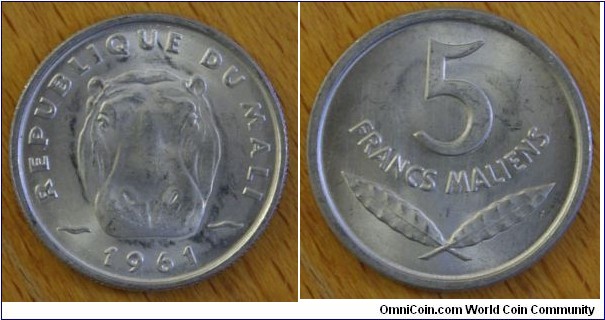 REPUBLIQUE DU MALI
1961
5
FRANCS MALIENS
OmniCoin.com World Coin Community